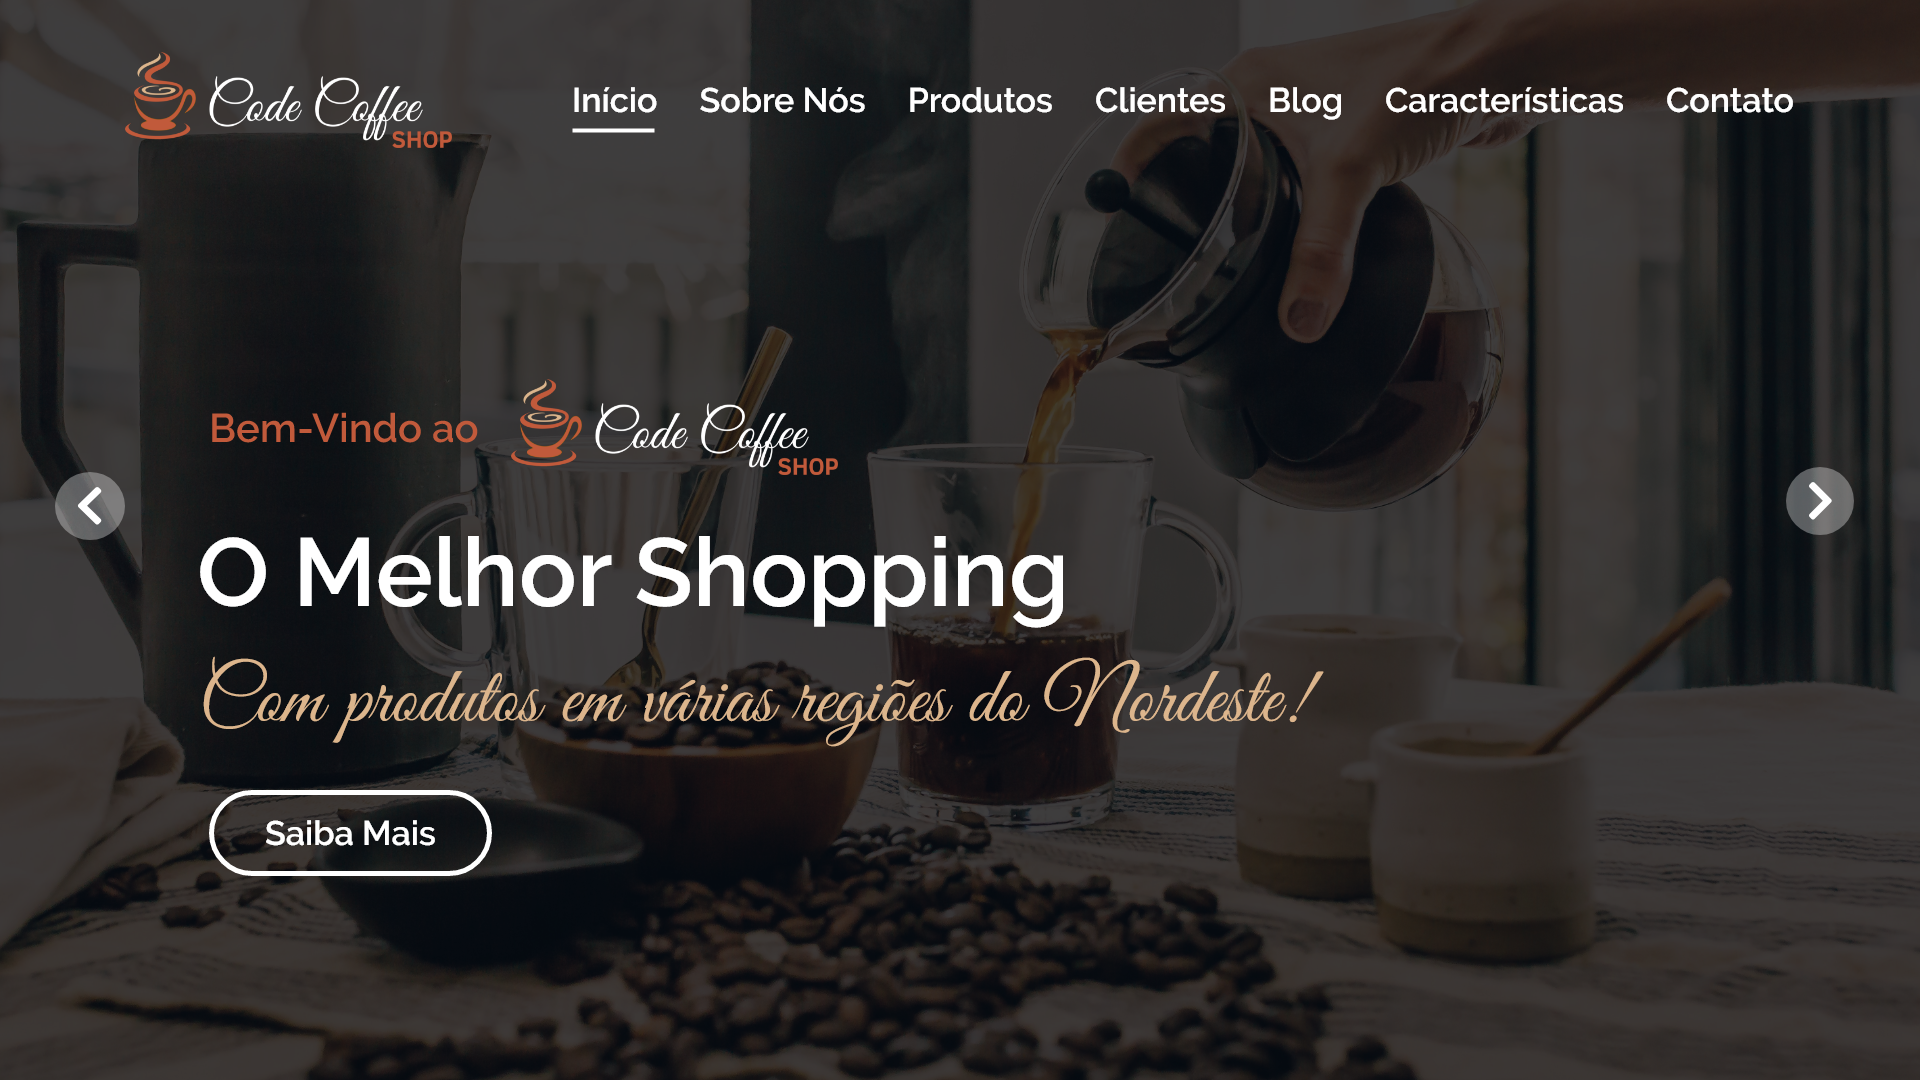 Code Coffee
SHOP
Início Sobre Nós Produtos Clientes Blog Características Contato
Bem-Vindo ao Code Coffee
SHOP
O Melhor Shopping
Com produtos em várias regiões do Nordeste!
Saiba Mais